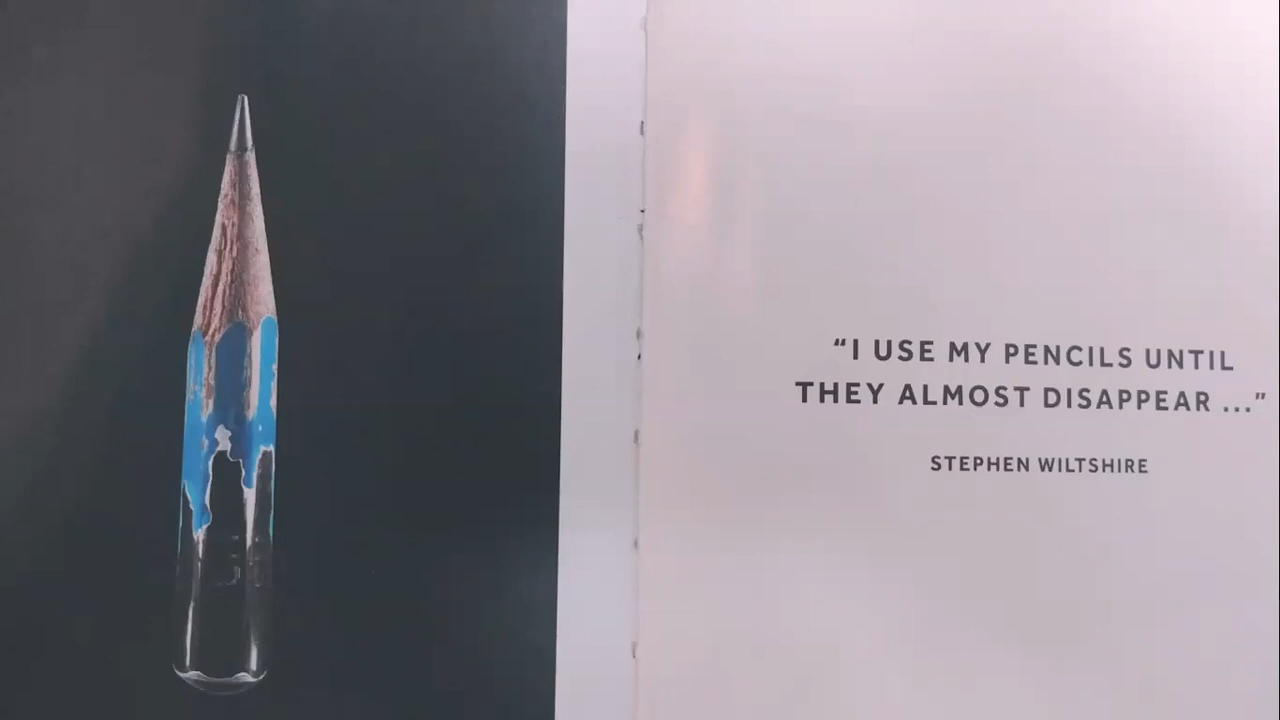 “I USE MY PENCILS UNTIL
THEY ALMOST DISAPPEAR ...”
STEPHEN WILTSHIRE